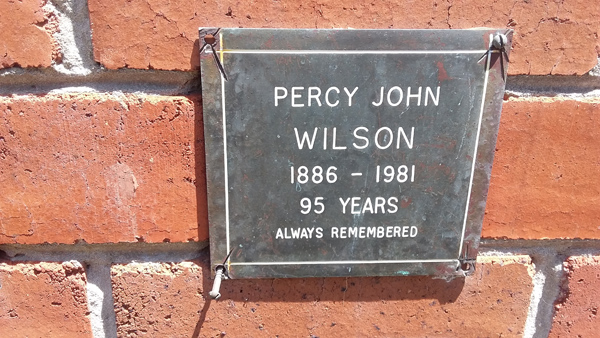 PERCY JOHN
WILSON
1886 - 1981
95 YEARS
ALWAYS REMEMBERED